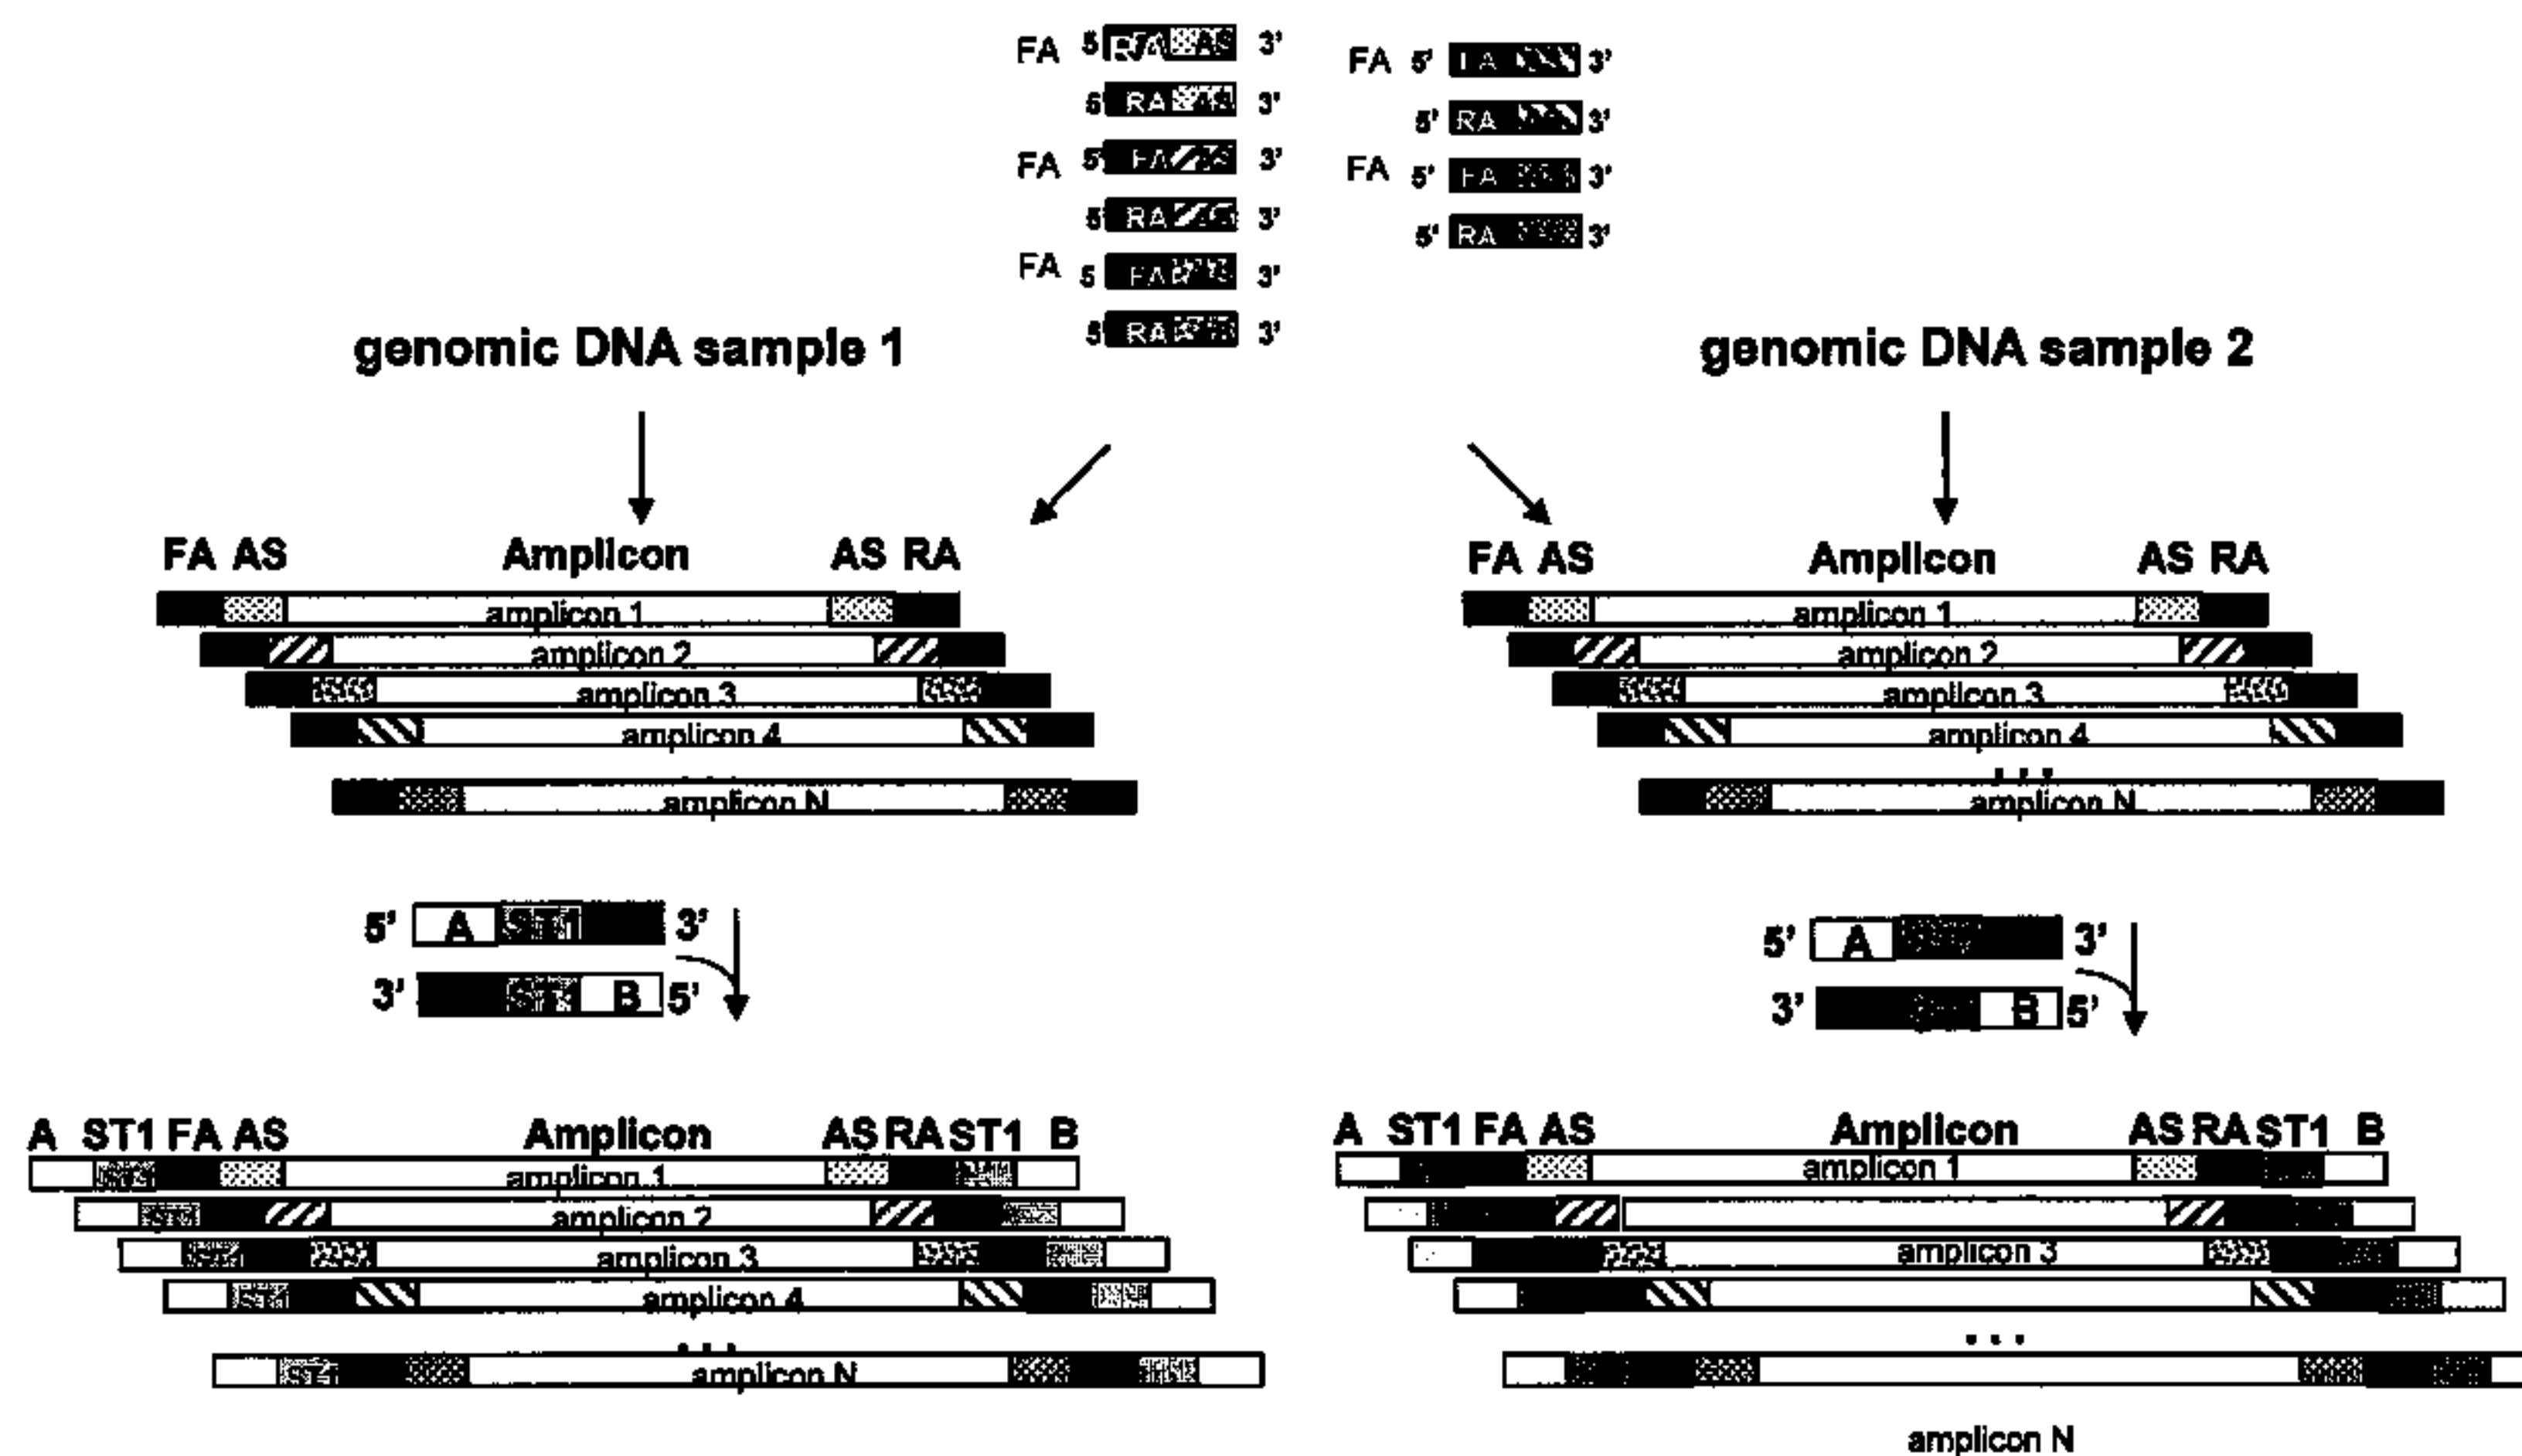 FA 5' RA AS 3'
5' RA AS 3'
FA 5' FA 3'
5' RA 3'
FA 5 FA 3'
5' RA 3'
FA 5' FA 3'
5' RA 3'
FA 5' FA 3'
5' RA 3'
genomic DNA sample 1
genomic DNA sample 2
FA AS Amplicon AS RA
amplicon 1
amplicon 2
amplicon 3
amplicon 4
...
amplicon N
FA AS Amplicon AS RA
amplicon 1
amplicon 2
amplicon 3
amplicon 4
...
amplicon N
5' A ST1 3'
3' ST1 B 5'
5' A 3'
3' B 5'
A ST1 FA AS Amplicon AS RA ST1 B
amplicon 1
ST1 amplicon 2
amplicon 3
ST1 amplicon 4
...
ST1 amplicon N
A ST1 FA AS Amplicon AS RA ST1 B
amplicon 1
amplicon 3
...
amplicon N